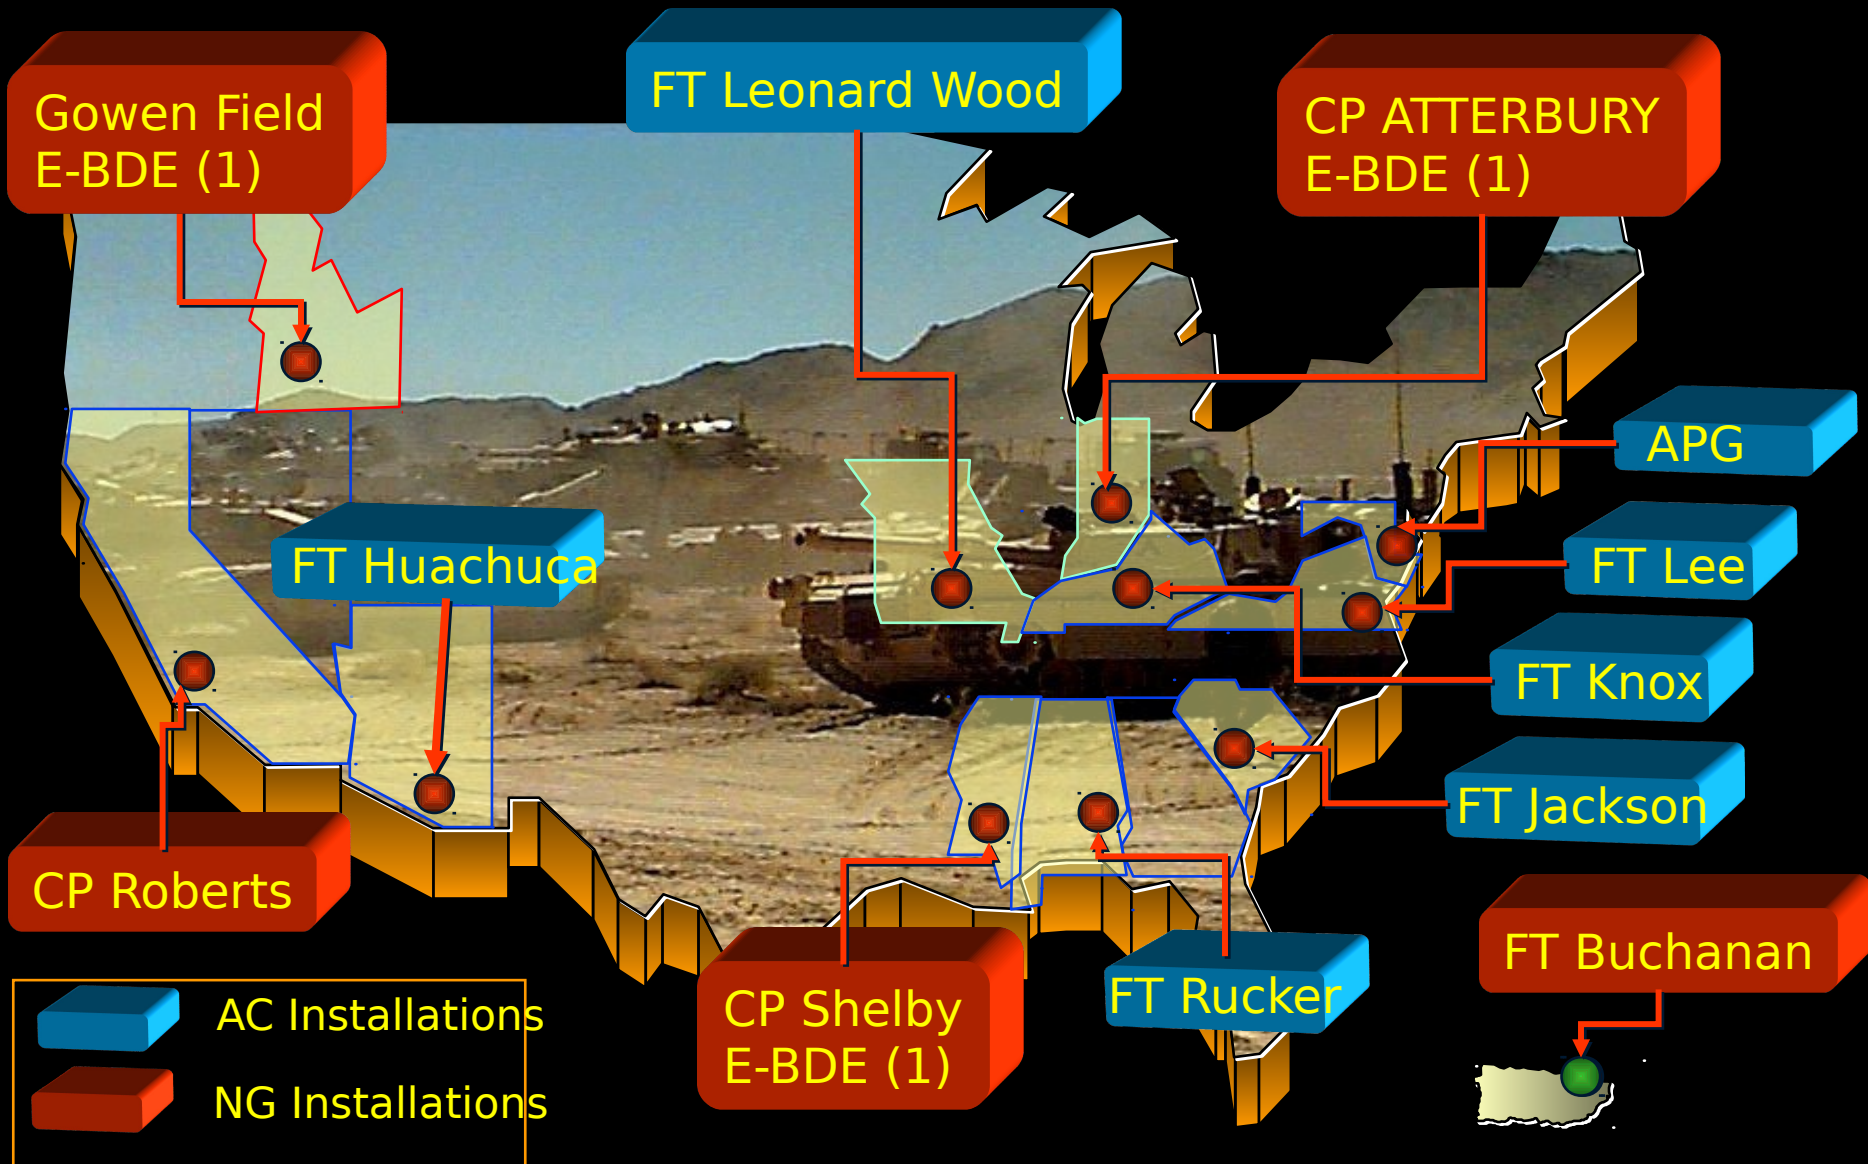 Gowen Field
E-BDE (1)
FT Leonard Wood
CP ATTERBURY
E-BDE (1)
APG
FT Lee
FT Huachuca
FT Knox
FT Jackson
CP Roberts
FT Buchanan
CP Shelby
E-BDE (1)
FT Rucker
AC Installations
NG Installations